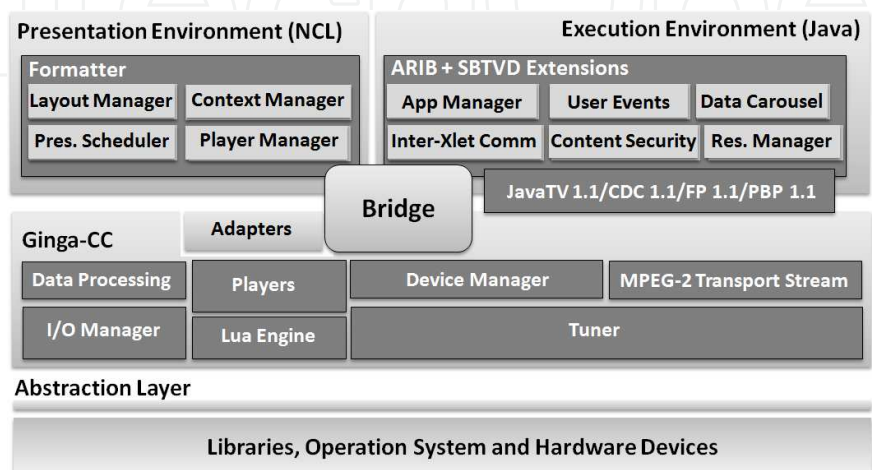 Presentation Environment (NCL)
Execution Environment (Java)
Formatter
Layout Manager
Context Manager
Pres. Scheduler
Player Manager
ARIB + SBTVD Extensions
App Manager
User Events
Data Carousel
Inter-Xlet Comm
Content Security
Res. Manager
JavaTV 1.1/CDC 1.1/FP 1.1/PBP 1.1
Bridge
Ginga-CC
Adapters
Data Processing
Players
Device Manager
MPEG-2 Transport Stream
I/O Manager
Lua Engine
Tuner
Abstraction Layer
Libraries, Operation System and Hardware Devices